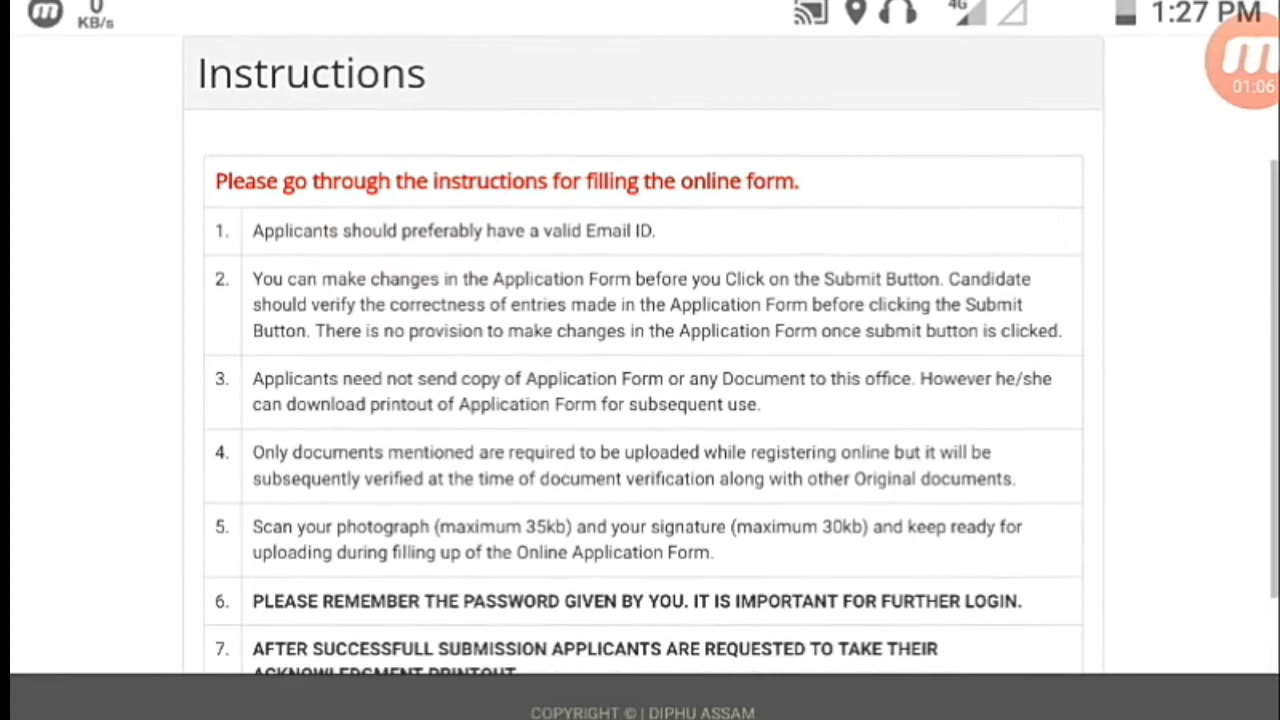 0
KB/s
4G
1:27 PM
01:06
Instructions
Please go through the instructions for filling the online form.
1. Applicants should preferably have a valid Email ID.
2. You can make changes in the Application Form before you Click on the Submit Button. Candidate
should verify the correctness of entries made in the Application Form before clicking the Submit
Button. There is no provision to make changes in the Application Form once submit button is clicked.
3. Applicants need not send copy of Application Form or any Document to this office. However he/she
can download printout of Application Form for subsequent use.
4. Only documents mentioned are required to be uploaded while registering online but it will be
subsequently verified at the time of document verification along with other Original documents.
5. Scan your photograph (maximum 35kb) and your signature (maximum 30kb) and keep ready for
uploading during filling up of the Online Application Form.
6. PLEASE REMEMBER THE PASSWORD GIVEN BY YOU. IT IS IMPORTANT FOR FURTHER LOGIN.
7. AFTER SUCCESSFULL SUBMISSION APPLICANTS ARE REQUESTED TO TAKE THEIR
ACKNOWLEDGMENT PRINTOUT
COPYRIGHT © | DIPHU ASSAM